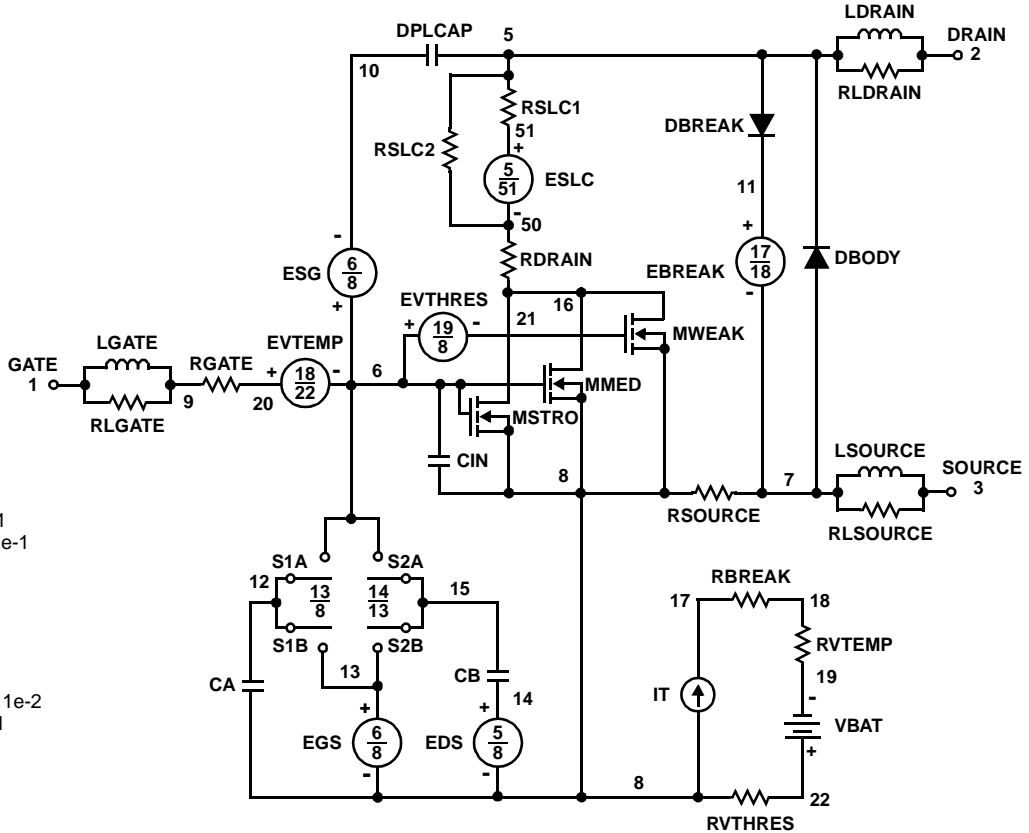 LDRAIN
DPLCAP 5 DRAIN
10 2
RLDRAIN
RSLC1
51
DBREAK
RSLC2
+
5
51
ESLC
11
-
50
+
-
17
18
RDRAIN
EBREAK
DBODY
6
8
ESG
-
+
EVTHRES
16
21
+
19
8
-
MWEAK
LGATE
EVTEMP
GATE
1
RGATE
+
18
22
-
6
MMED
9
20
RLGATE
MSTRO
CIN
LSOURCE
8
7
SOURCE
3
RSOURCE
RLSOURCE
1
e-1
S1A
S2A
12
13
8
14
13
15
RBREAK
17
18
S1B
S2B
RVTEMP
13
CB
19
CA
14
IT
-
1e-2
+
+
VBAT
EGS
6
8
EDS
5
8
+
-
-
8
22
RVTHRES